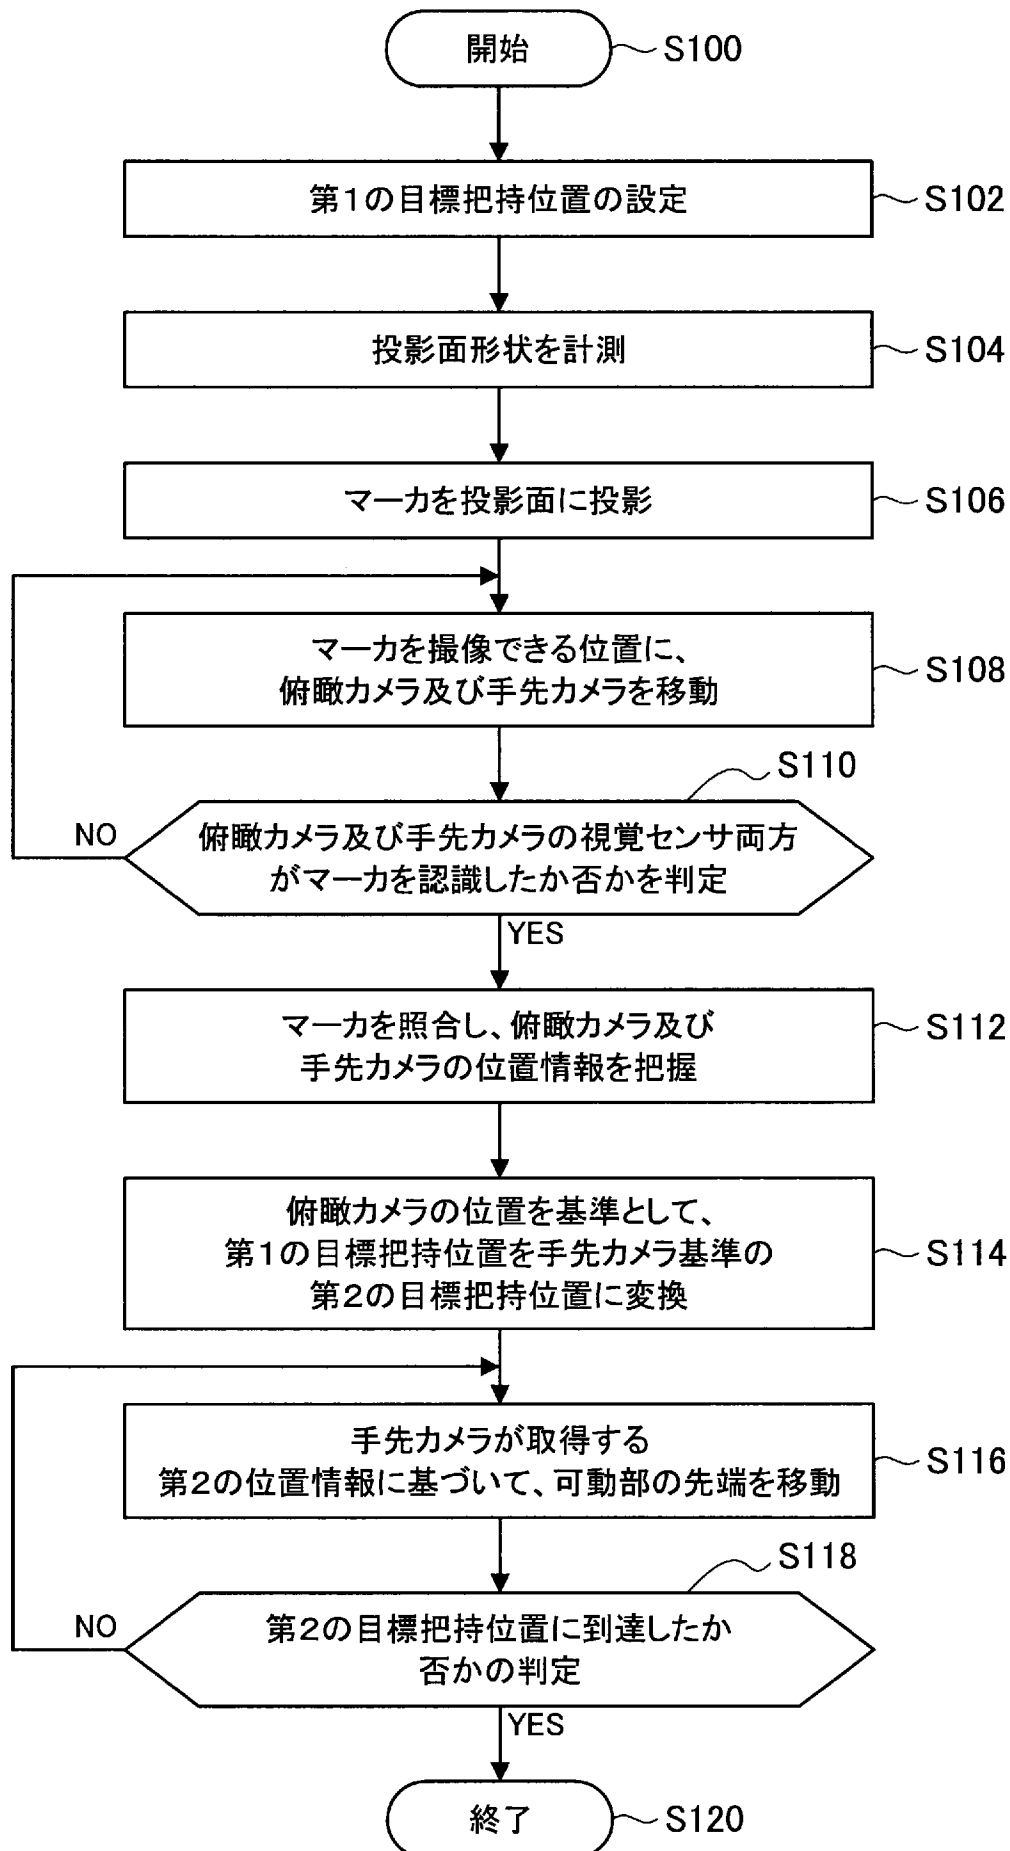 開始
S100
第1の目標把持位置の設定
S102
投影面形状を計測
S104
マーカを投影面に投影
S106
マーカを撮像できる位置に、
俯瞰カメラ及び手先カメラを移動
S108
S110
NO
俯瞰カメラ及び手先カメラの視覚センサ両方
がマーカを認識したか否かを判定
YES
マーカを照合し、俯瞰カメラ及び
手先カメラの位置情報を把握
S112
俯瞰カメラの位置を基準として、
第1の目標把持位置を手先カメラ基準の
第2の目標把持位置に変換
S114
手先カメラが取得する
第2の位置情報に基づいて、可動部の先端を移動
S116
S118
NO
第2の目標把持位置に到達したか
否かの判定
YES
終了
S120